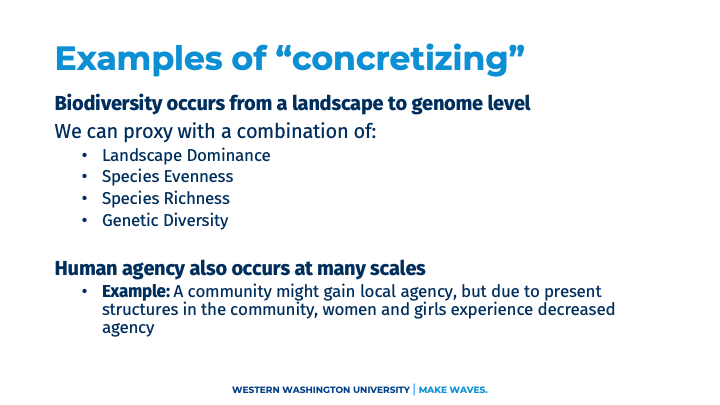 Examples of “concretizing”
Biodiversity occurs from a landscape to genome level
We can proxy with a combination of:
• Landscape Dominance
• Species Evenness
• Species Richness
• Genetic Diversity
Human agency also occurs at many scales
• Example: A community might gain local agency, but due to present
structures in the community, women and girls experience decreased
agency
WESTERN WASHINGTON UNIVERSITY | MAKE WAVES.